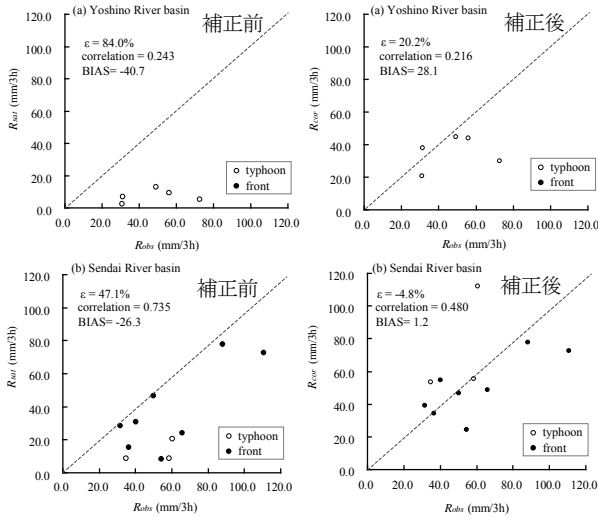 (a) Yoshino River basin
補正前
ε = 84.0%
correlation = 0.243
BIAS= -40.7
120.0
100.0
80.0
60.0
40.0
20.0
0.0
Rsat (mm/3h)
typhoon
front
0.0 20.0 40.0 60.0 80.0 100.0 120.0
Robs (mm/3h)
(a) Yoshino River basin
補正後
ε = 20.2%
correlation = 0.216
BIAS= 28.1
120.0
100.0
80.0
60.0
40.0
20.0
0.0
Rcor (mm/3h)
typhoon
front
0.0 20.0 40.0 60.0 80.0 100.0 120.0
Robs (mm/3h)
(b) Sendai River basin
補正前
ε = 47.1%
correlation = 0.735
BIAS= -26.3
120.0
100.0
80.0
60.0
40.0
20.0
0.0
Rsat (mm/3h)
typhoon
front
0.0 20.0 40.0 60.0 80.0 100.0 120.0
Robs (mm/3h)
(b) Sendai River basin
補正後
ε = -4.8%
correlation = 0.480
BIAS= 1.2
120.0
100.0
80.0
60.0
40.0
20.0
0.0
Rcor (mm/3h)
typhoon
front
0.0 20.0 40.0 60.0 80.0 100.0 120.0
Robs (mm/3h)